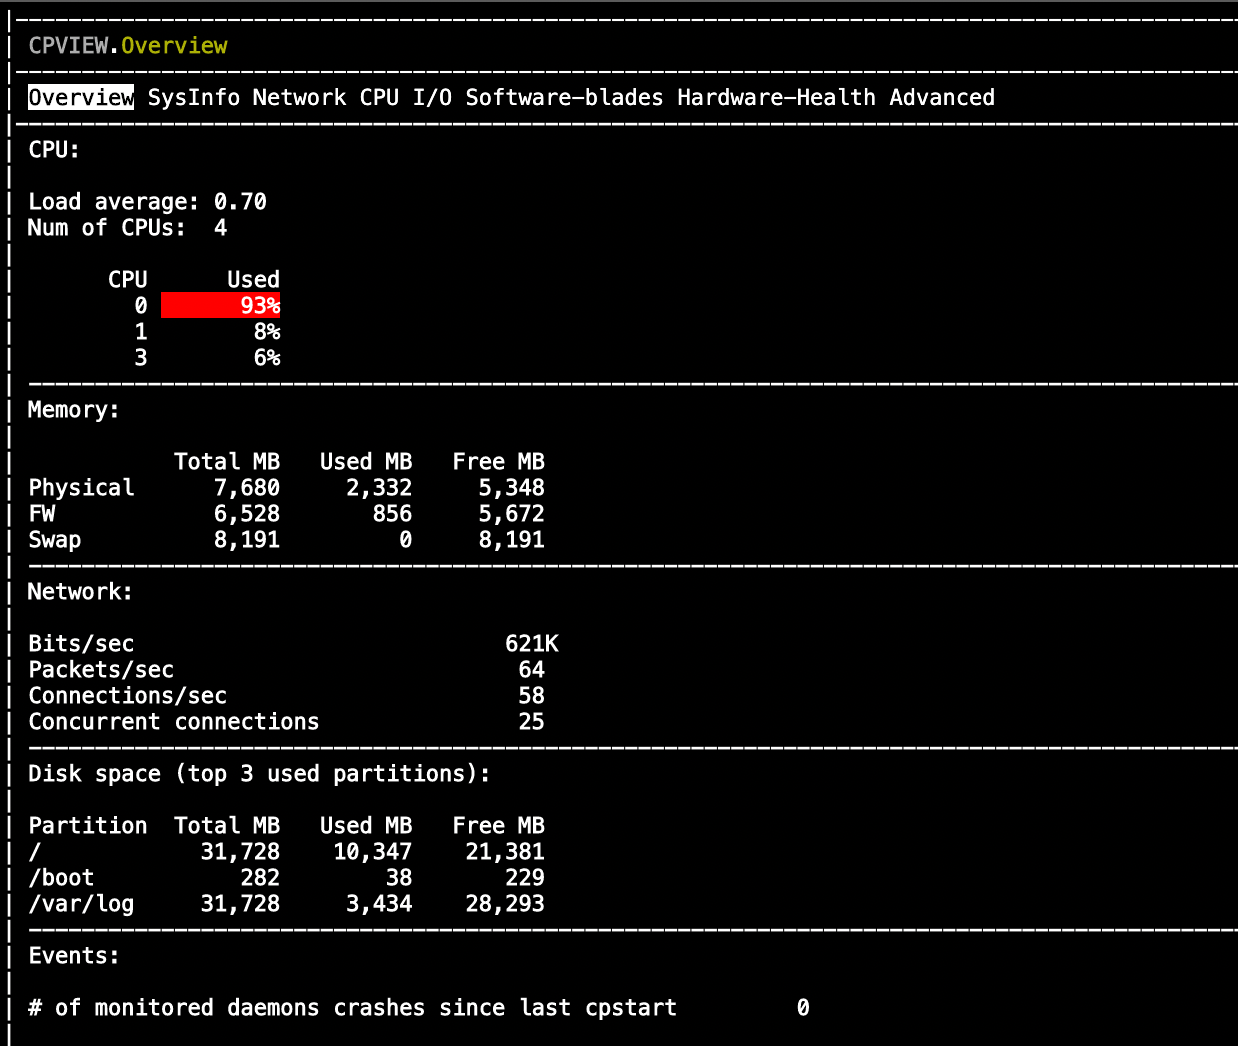 CPVIEW.Overview
Overview SysInfo Network CPU I/O Software-blades Hardware-Health Advanced
CPU:
Load average: 0.70
Num of CPUs: 4
CPU Used
0 93%
1 8%
3 6%
Memory:
Total MB Used MB Free MB
Physical 7,680 2,332 5,348
FW 6,528 856 5,672
Swap 8,191 0 8,191
Network:
Bits/sec 621K
Packets/sec 64
Connections/sec 58
Concurrent connections 25
Disk space (top 3 used partitions):
Partition Total MB Used MB Free MB
/ 31,728 10,347 21,381
/boot 282 38 229
/var/log 31,728 3,434 28,293
Events:
# of monitored daemons crashes since last cpstart 0